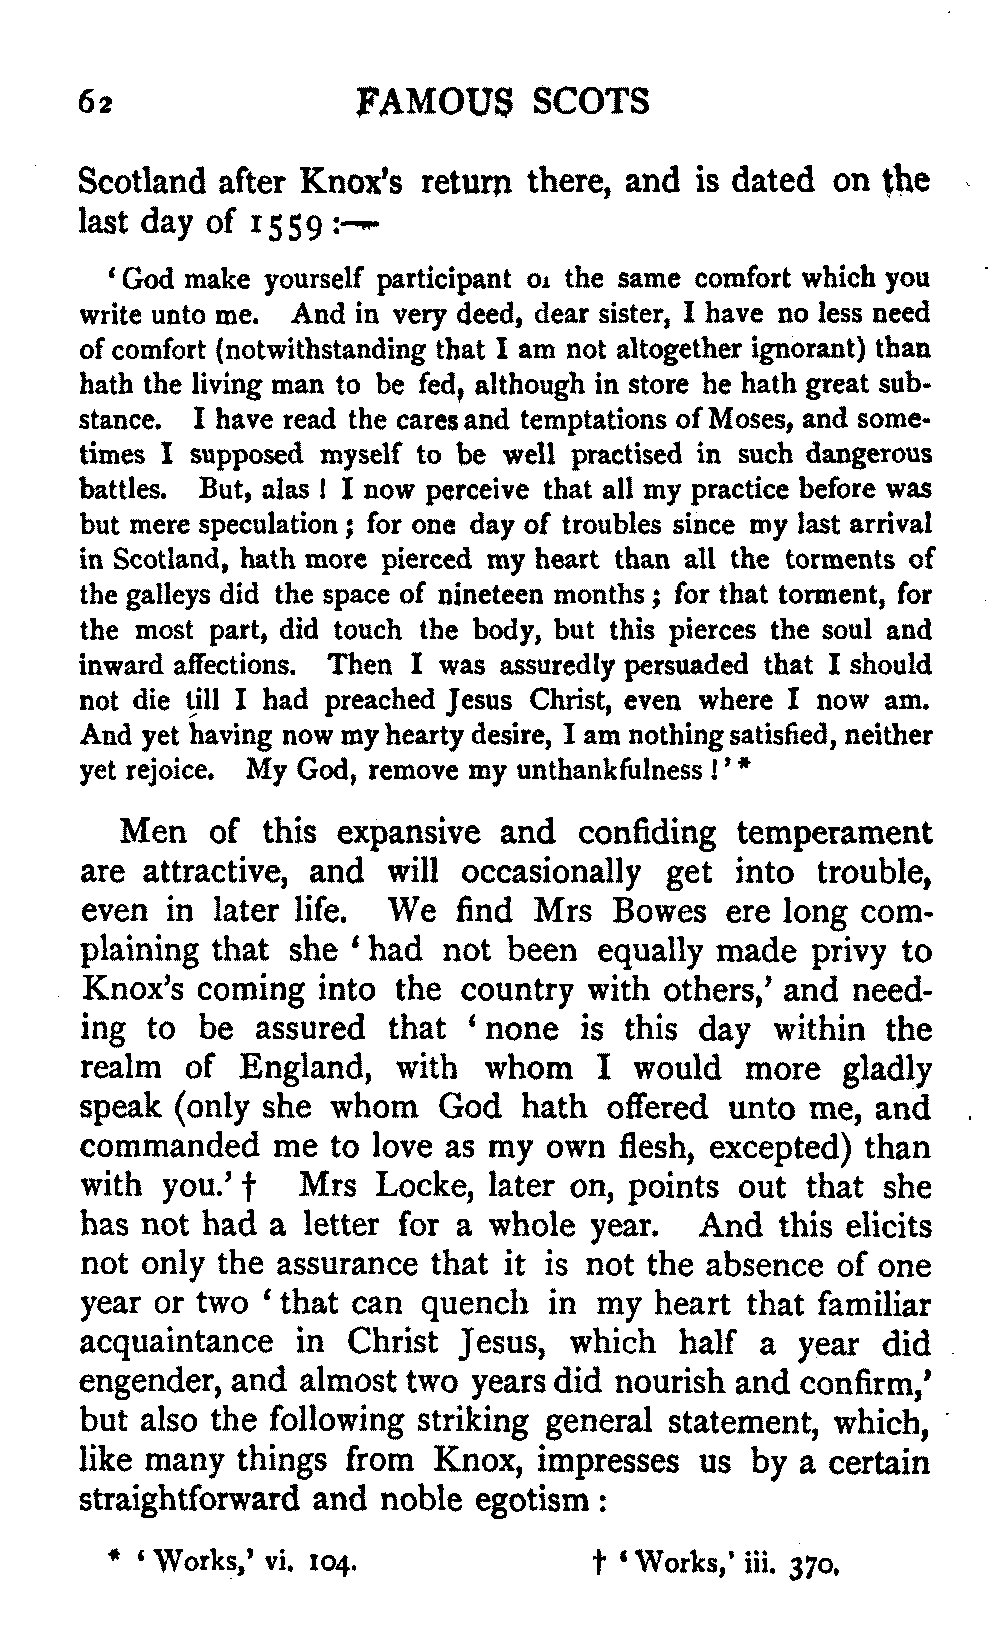 62 FAMOUS SCOTS
Scotland after Knox's return there, and is dated on the
last day of 1559 :—
‘ God make yourself participant oı the same comfort which you
write unto me. And in very deed, dear sister, I have no less need
of comfort (notwithstanding that I am not altogether ignorant) than
hath the living man to be fed, although in store he hath great sub-
stance. I have read the cares and temptations of Moses, and some-
times I supposed myself to be well practised in such dangerous
battles. But, alas ! I now perceive that all my practice before was
but mere speculation ; for one day of troubles since my last arrival
in Scotland, hath more pierced my heart than all the torments of
the galleys did the space of nineteen months ; for that torment, for
the most part, did touch the body, but this pierces the soul and
inward affections. Then I was assuredly persuaded that I should
not die till I had preached Jesus Christ, even where I now am.
And yet having now my hearty desire, I am nothing satisfied, neither
yet rejoice. My God, remove my unthankfulness ! ’ *
Men of this expansive and confiding temperament
are attractive, and will occasionally get into trouble,
even in later life. We find Mrs Bowes ere long com-
plaining that she ‘ had not been equally made privy to
Knox's coming into the country with others,’ and need-
ing to be assured that ‘ none is this day within the
realm of England, with whom I would more gladly
speak (only she whom God hath offered unto me, and
commanded me to love as my own flesh, excepted) than
with you.’ † Mrs Locke, later on, points out that she
has not had a letter for a whole year. And this elicits
not only the assurance that it is not the absence of one
year or two ‘ that can quench in my heart that familiar
acquaintance in Christ Jesus, which half a year did
engender, and almost two years did nourish and confirm,’
but also the following striking general statement, which,
like many things from Knox, impresses us by a certain
straightforward and noble egotism :
* ‘ Works,’ vi. 104. † ‘ Works,’ iii. 370.